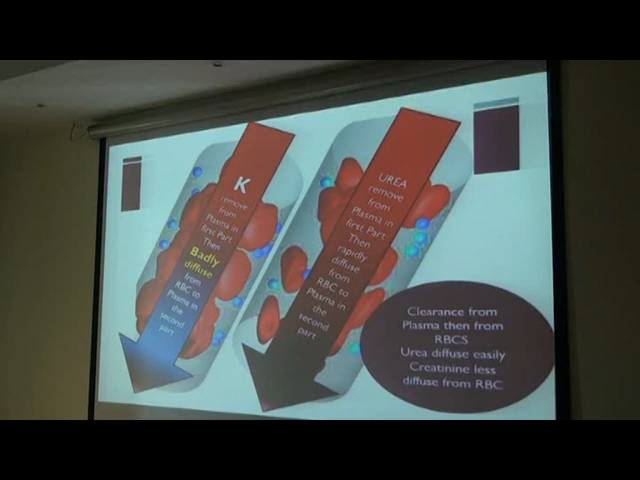 K
remove
from
Plasma in
first Part
Then
Badly
diffuse
from
RBC to
Plasma in
the
second
part
UREA
remove
from
Plasma in
first Part
Then
rapidly
diffuse
from
RBC to
Plasma in
the
second
part
Clearance from
Plasma then from
RBCS
Urea diffuse easily
Creatinine less
diffuse from RBC